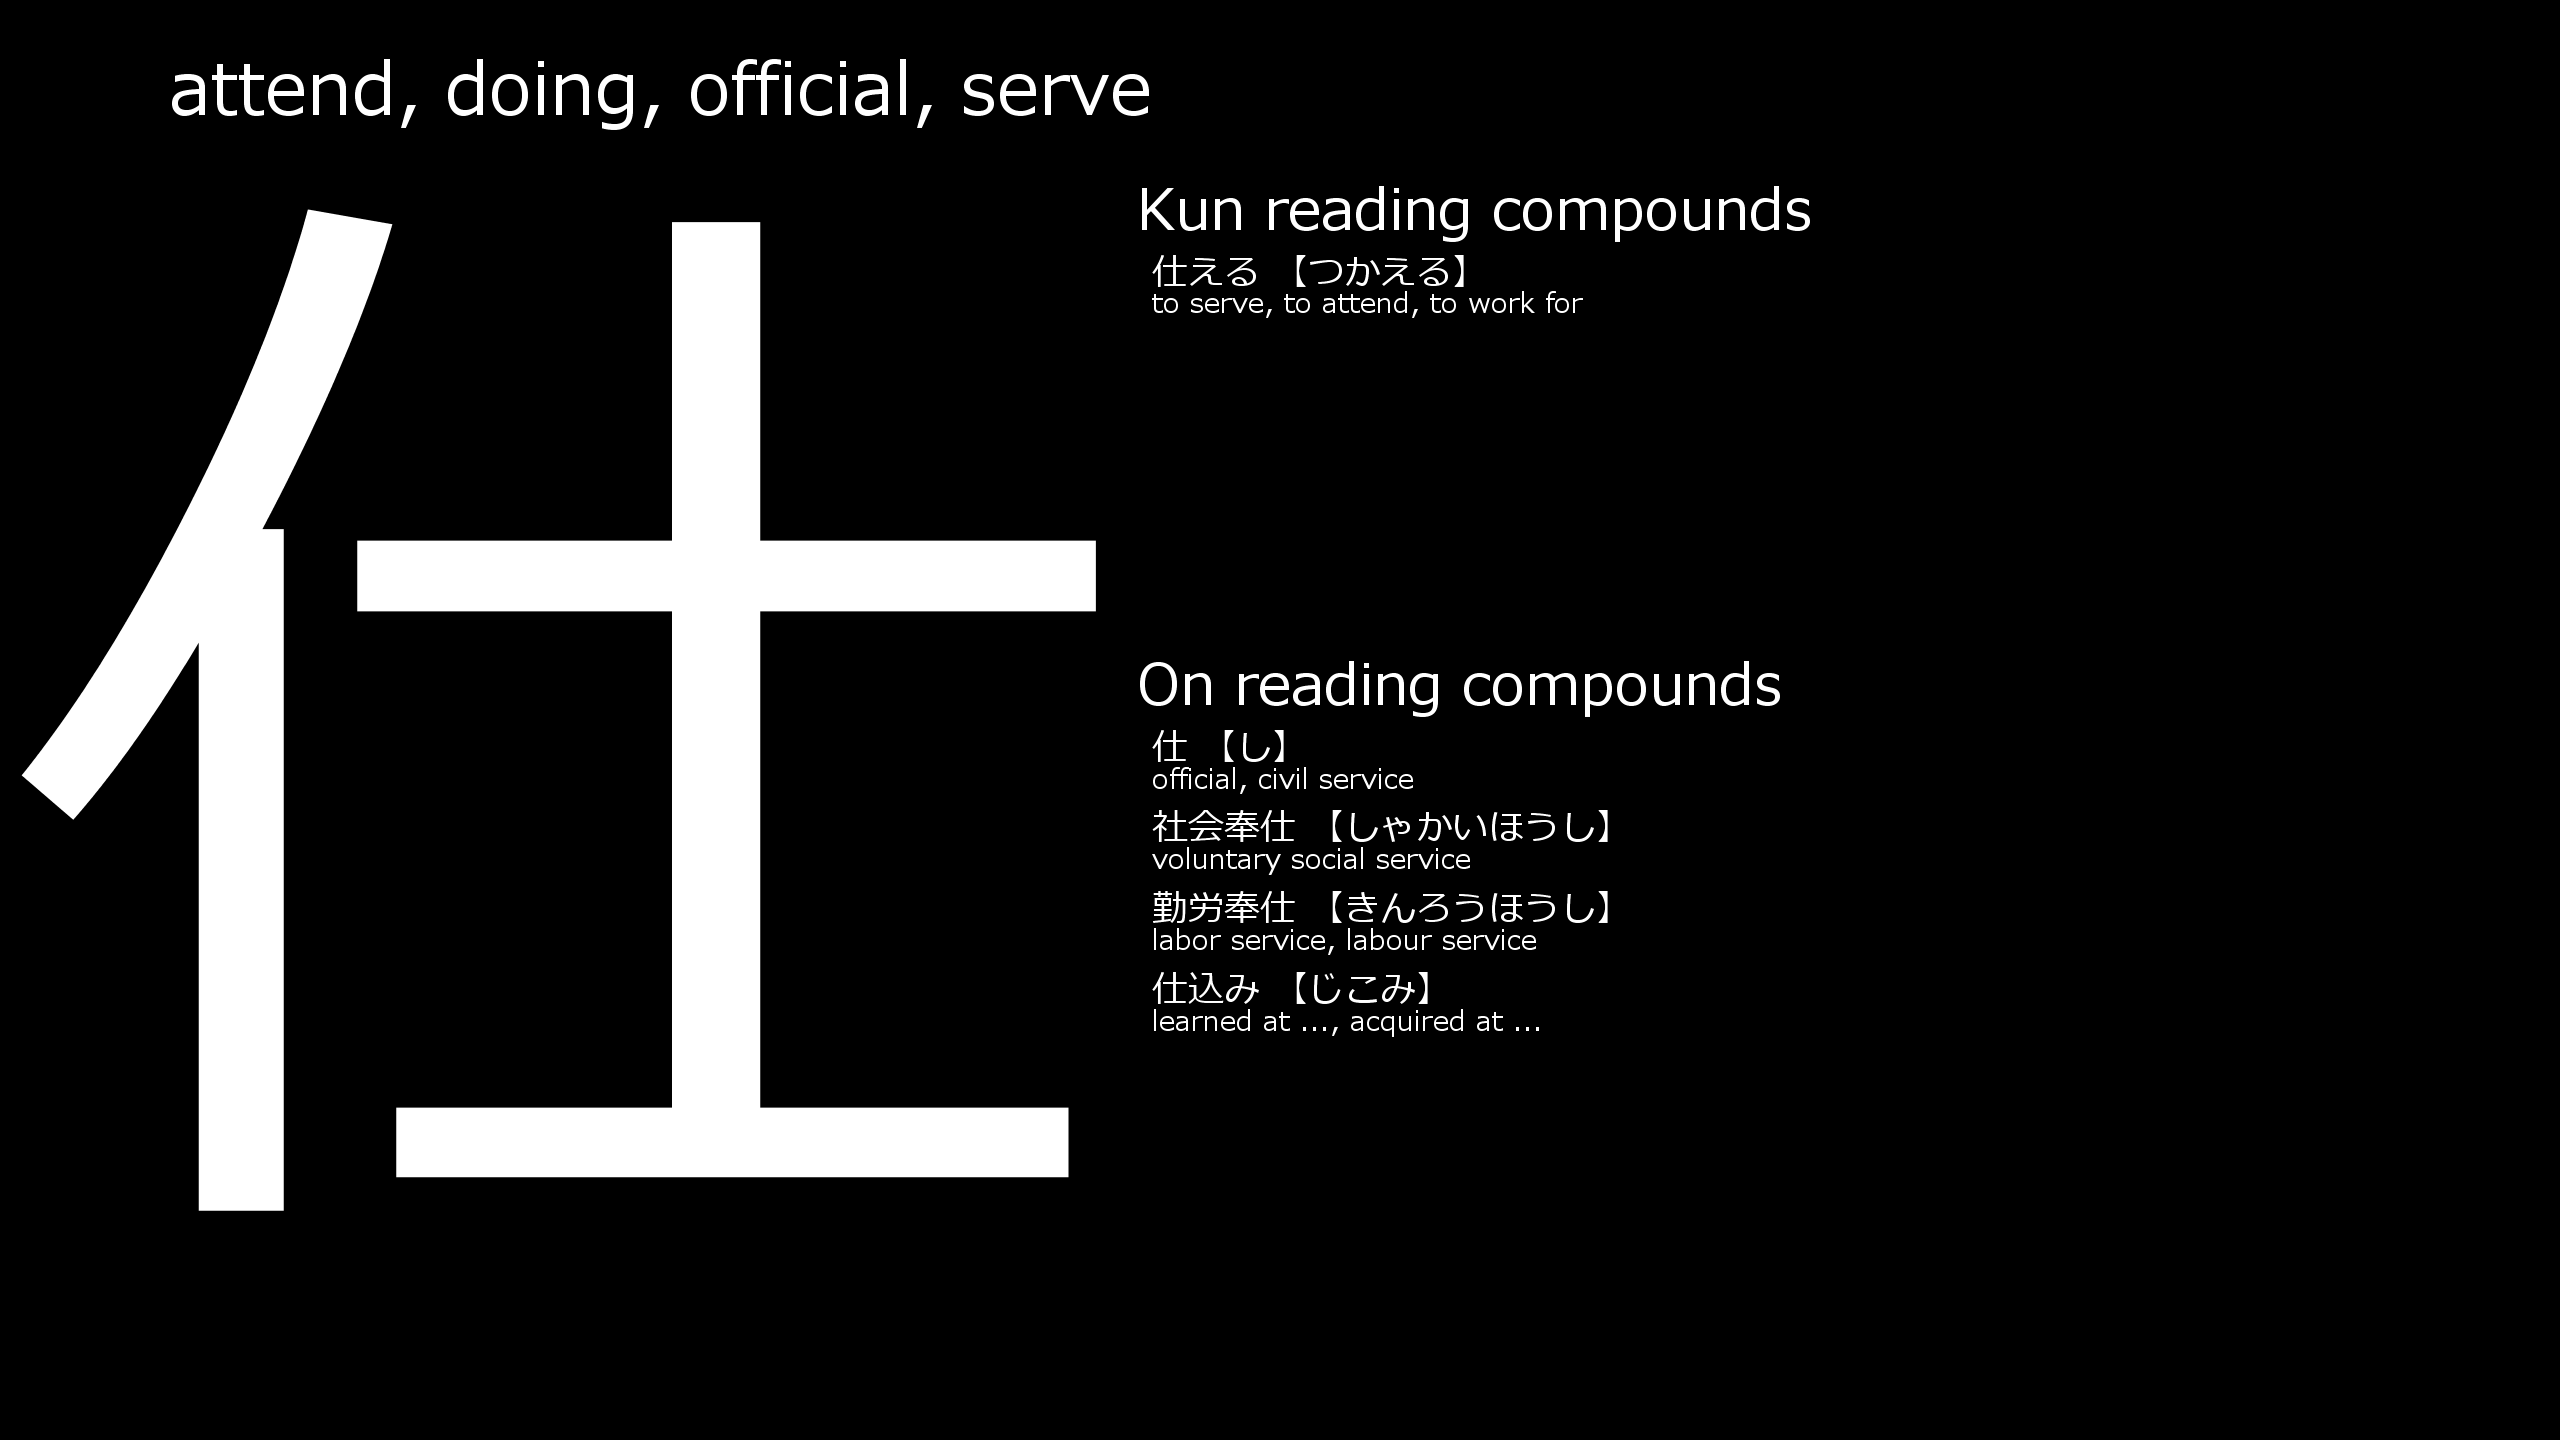 attend, doing, official, serve
仕
Kun reading compounds
仕える 【つかえる】
to serve, to attend, to work for
On reading compounds
仕 【し】
official, civil service
社会奉仕 【しゃかいほうし】
voluntary social service
勤労奉仕 【きんろうほうし】
labor service, labour service
仕込み 【じこみ】
learned at ..., acquired at ...